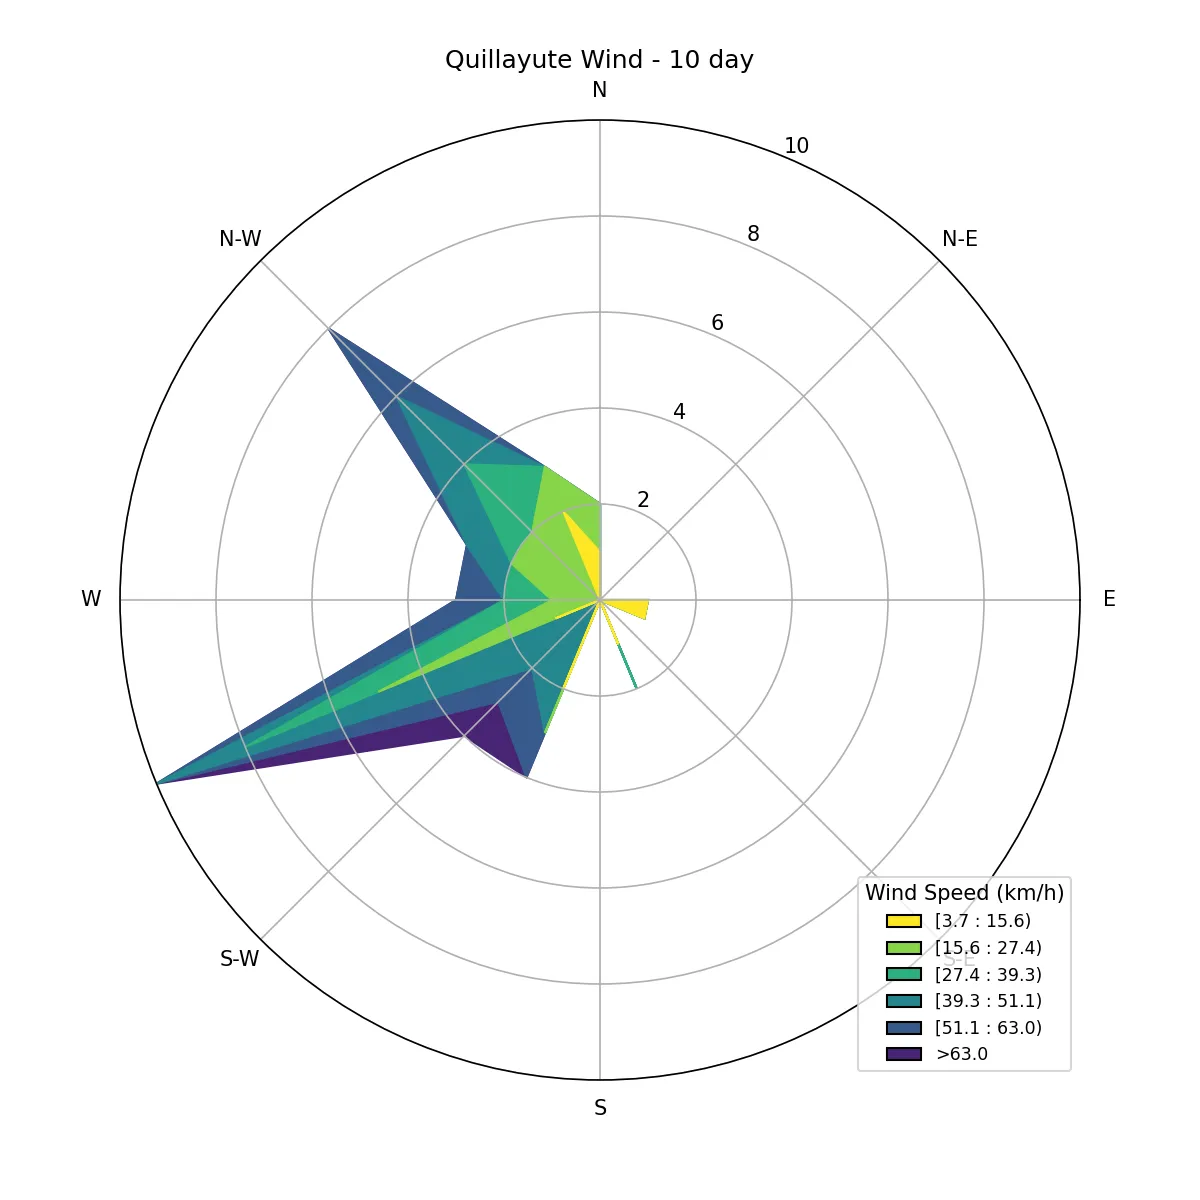 Quillayute Wind - 10 day
N
10
N-W
8
N-E
6
4
2
W
E
S-W
S-E
S
Wind Speed (km/h)
[3.7 : 15.6)
[15.6 : 27.4)
[27.4 : 39.3)
[39.3 : 51.1)
[51.1 : 63.0)
>63.0